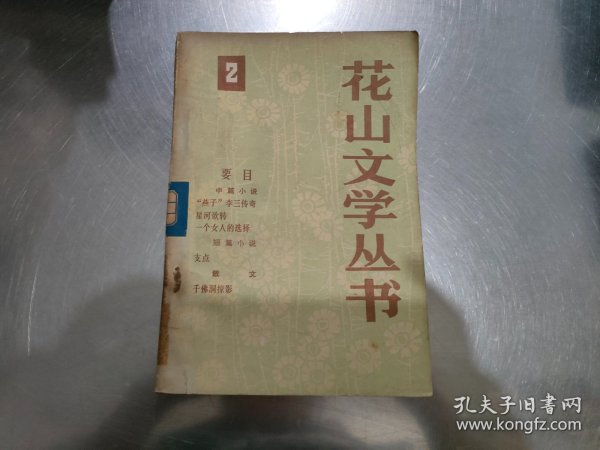 2
花山文学丛书
要目
中篇小说
“燕子”李三传奇
星河欲转
一个女人的选择
短篇小说
支点
散文
千佛洞掠影
孔夫子旧书网
www.kongfz.com